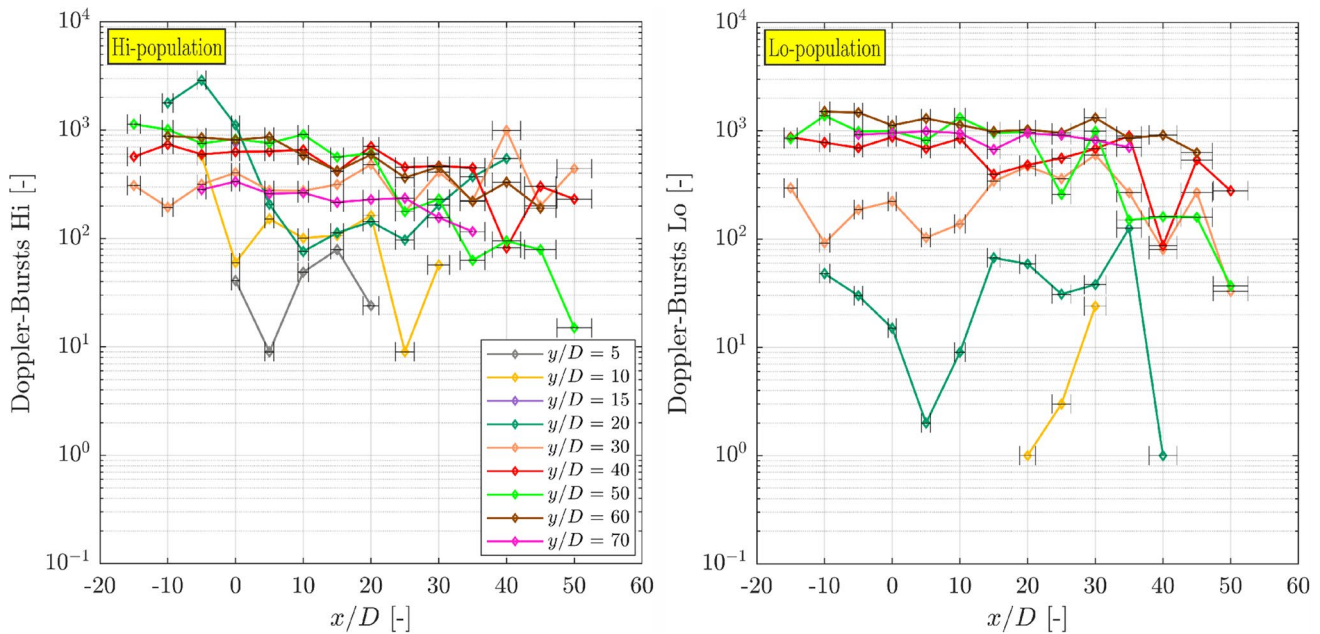 Hi-population
10^4
10^3
10^2
10^1
10^0
10^-1
Doppler-Bursts Hi [-]
-20 -10 0 10 20 30 40 50 60
x/D [-]
y/D = 5
y/D = 10
y/D = 15
y/D = 20
y/D = 30
y/D = 40
y/D = 50
y/D = 60
y/D = 70
Lo-population
10^4
10^3
10^2
10^1
10^0
10^-1
Doppler-Bursts Lo [-]
-20 -10 0 10 20 30 40 50 60
x/D [-]